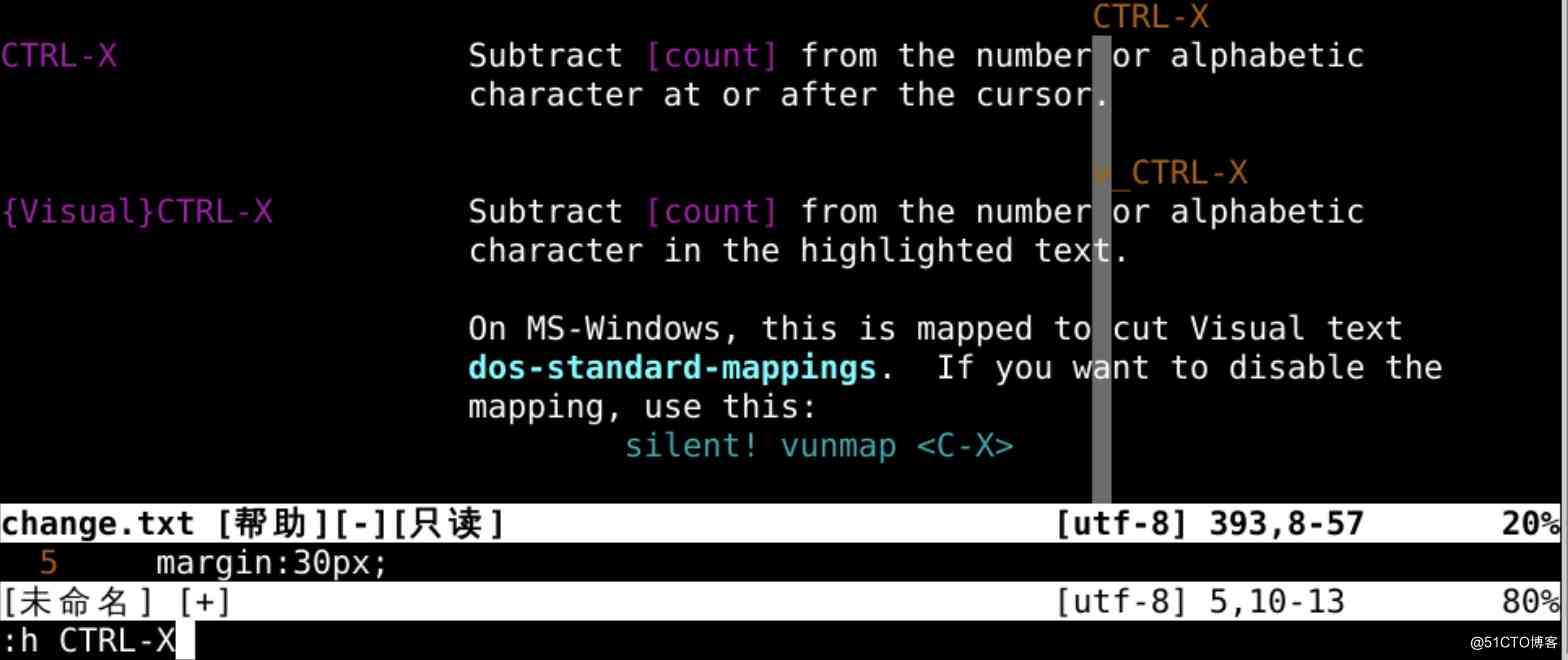 CTRL-X
CTRL-X Subtract [count] from the number or alphabetic
character at or after the cursor.
v_CTRL-X
{Visual}CTRL-X Subtract [count] from the number or alphabetic
character in the highlighted text.
On MS-Windows, this is mapped to cut Visual text
dos-standard-mappings. If you want to disable the
mapping, use this:
silent! vunmap <C-X>
change.txt [帮助][-][只读] [utf-8] 393,8-57 20%
5 margin:30px;
[未命名] [+] [utf-8] 5,10-13 80%
:h CTRL-X
@51CTO博客